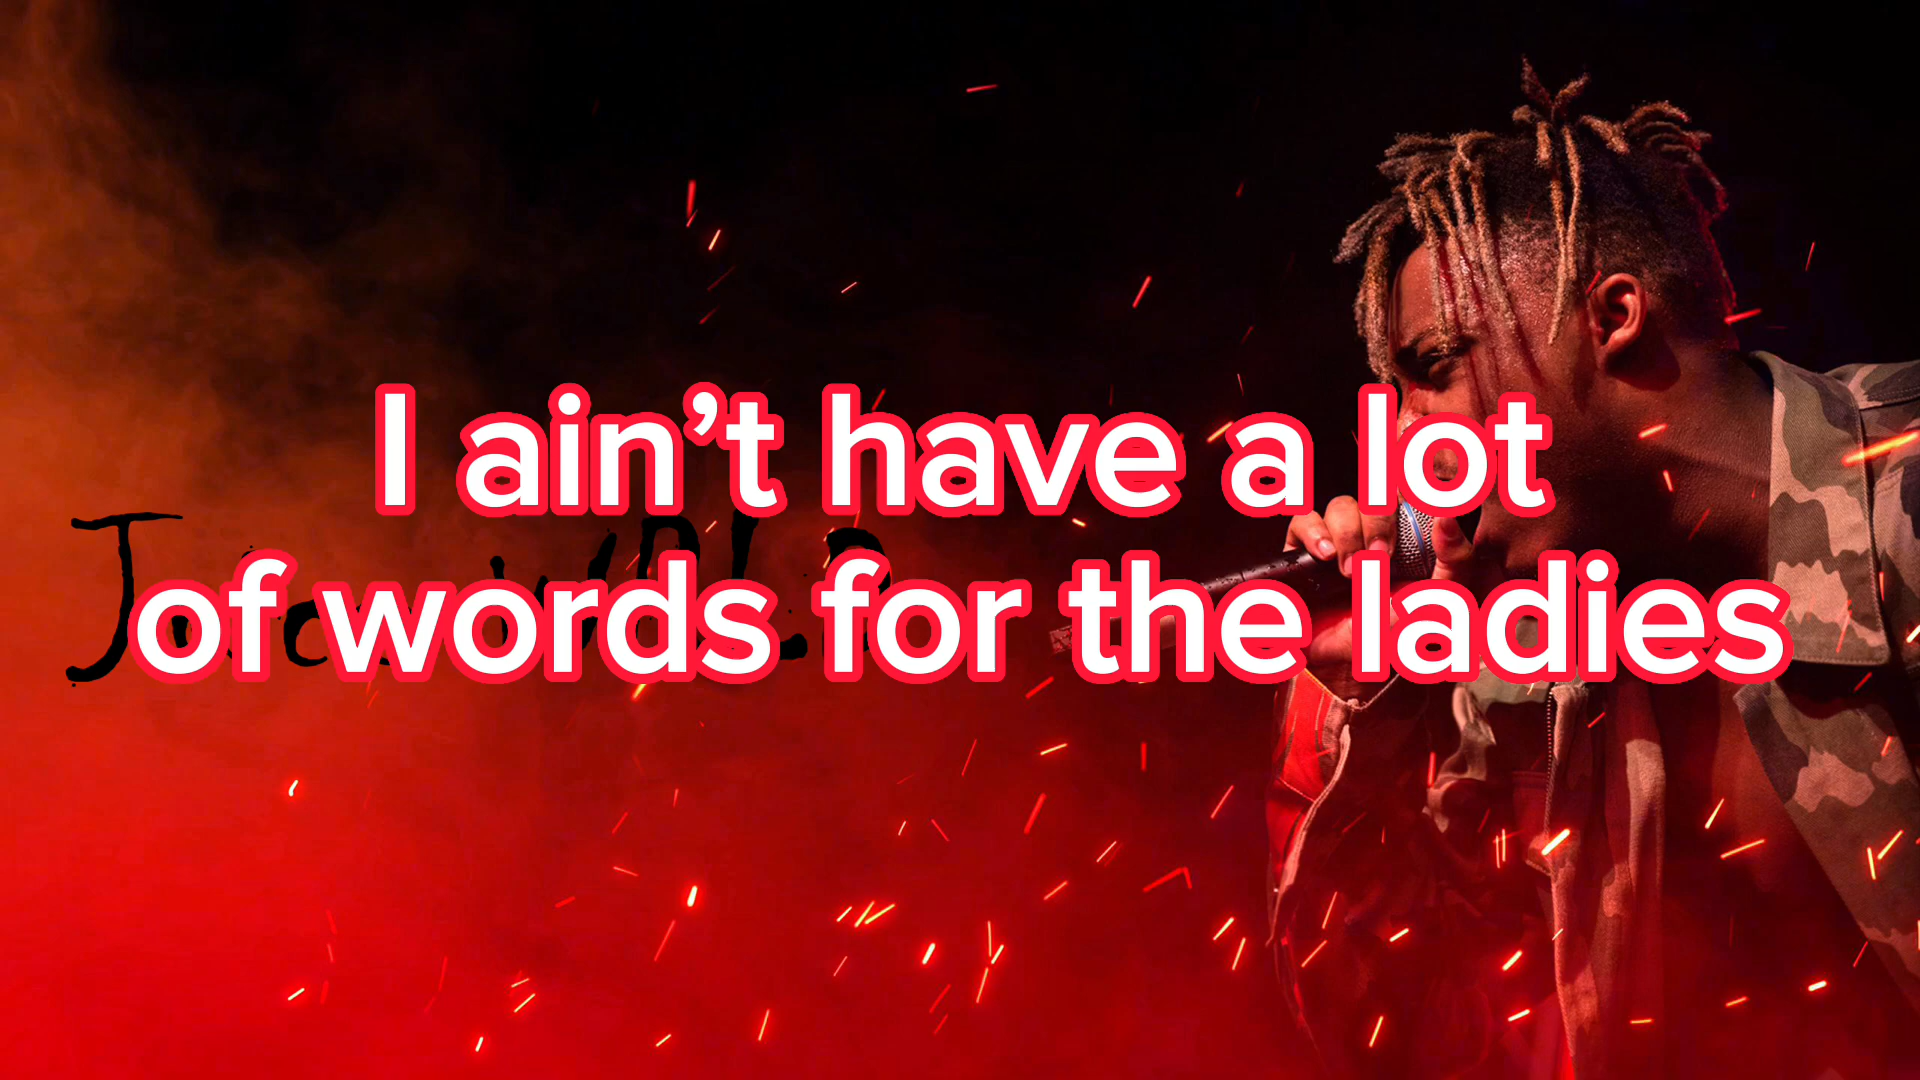 I ain’t have a lot
of words for the ladies